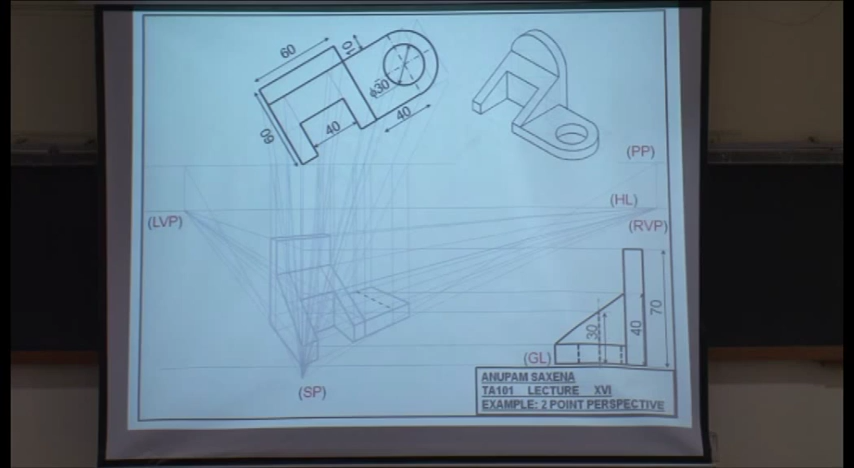 60
10
60
40
ϕ30
40
(PP)
(HL)
(LVP)
(RVP)
70
30
40
(GL)
(SP)
ANUPAM SAXENA
TA101 LECTURE XVI
EXAMPLE: 2 POINT PERSPECTIVE